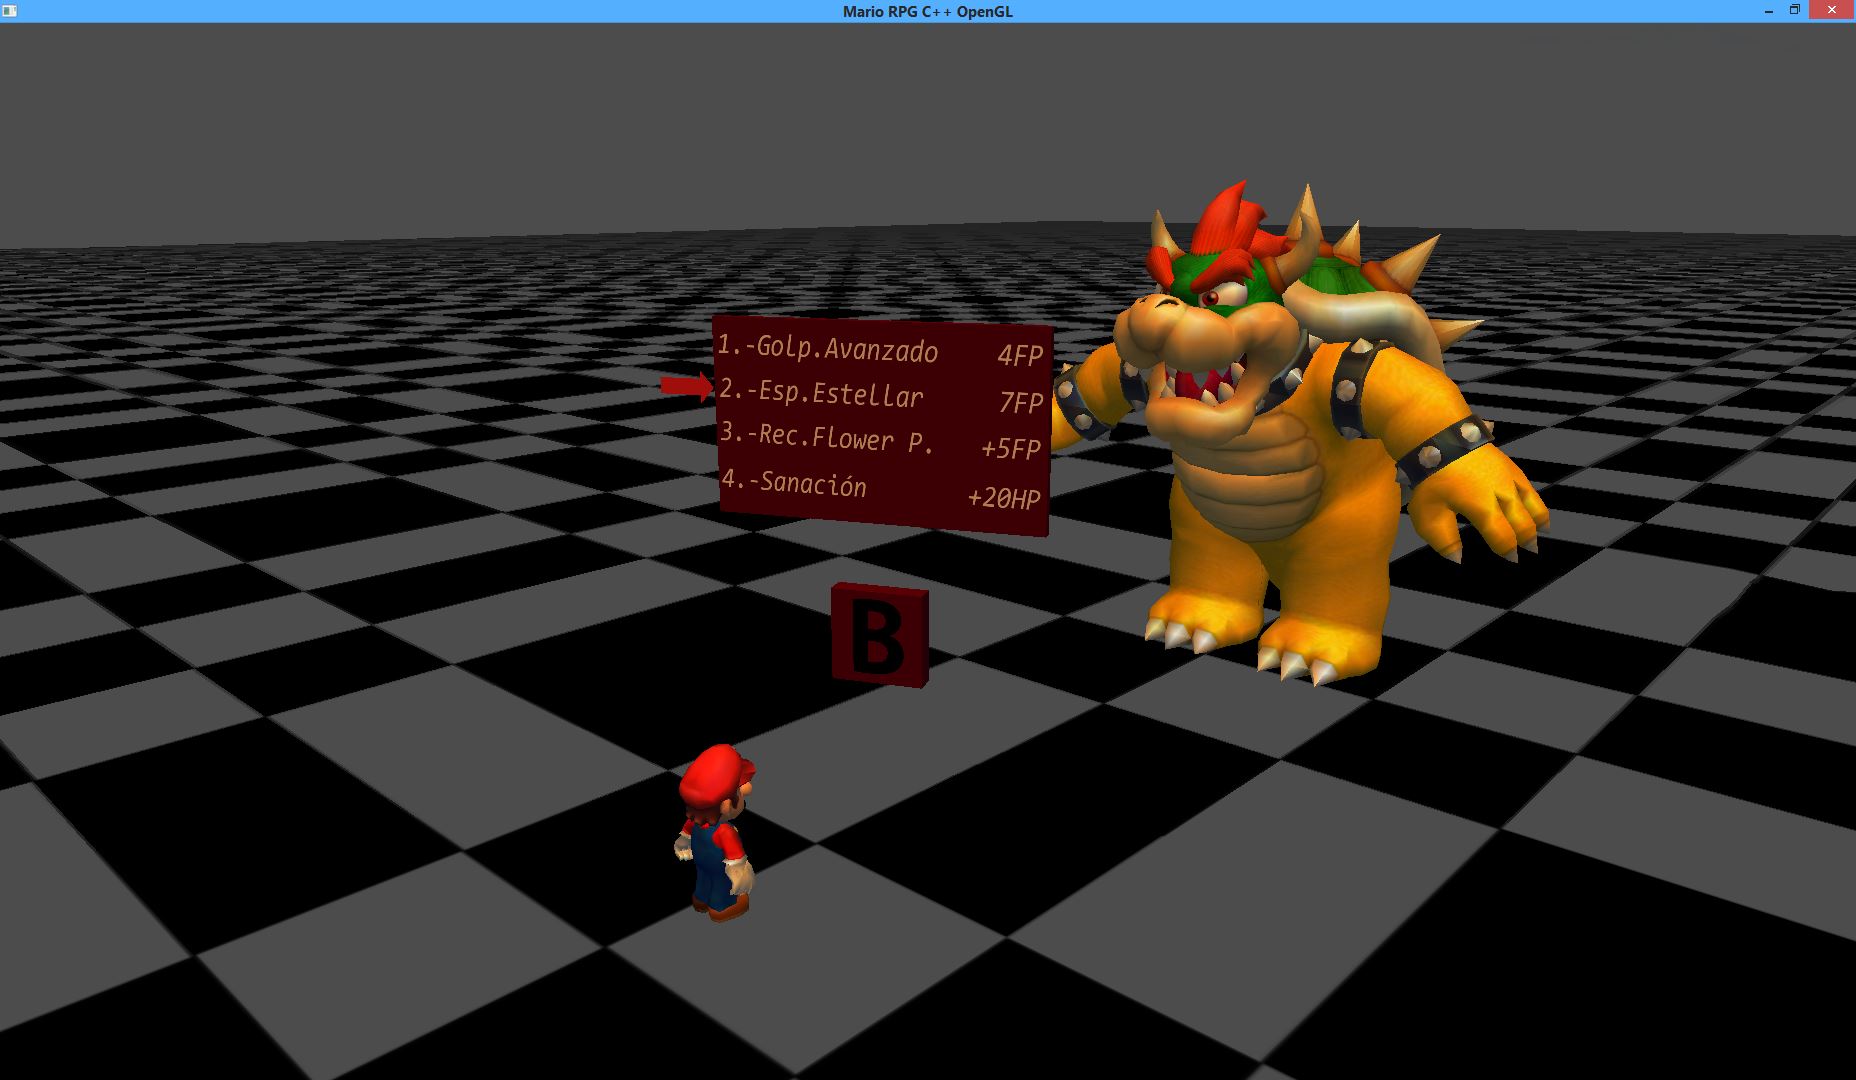 Mario RPG C++ OpenGL
1.-Golp.Avanzado 4FP
2.-Esp.Estellar 7FP
3.-Rec.Flower P. +5FP
4.-Sanación +20HP
B